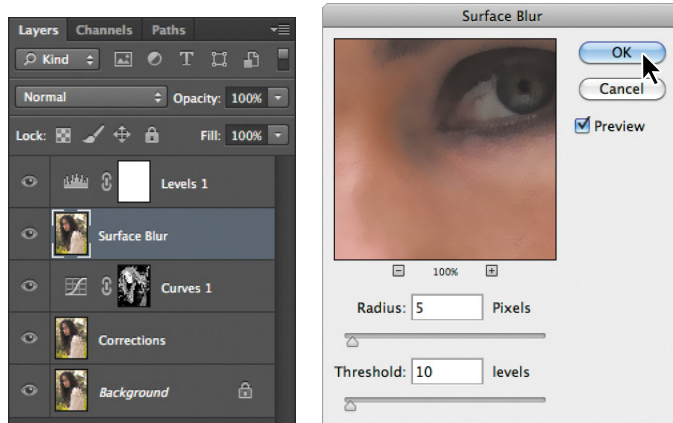 Layers Channels Paths
Kind
Normal Opacity: 100%
Lock: Fill: 100%
Levels 1
Surface Blur
Curves 1
Corrections
Background
Surface Blur
OK
Cancel
Preview
100%
Radius: 5 Pixels
Threshold: 10 levels